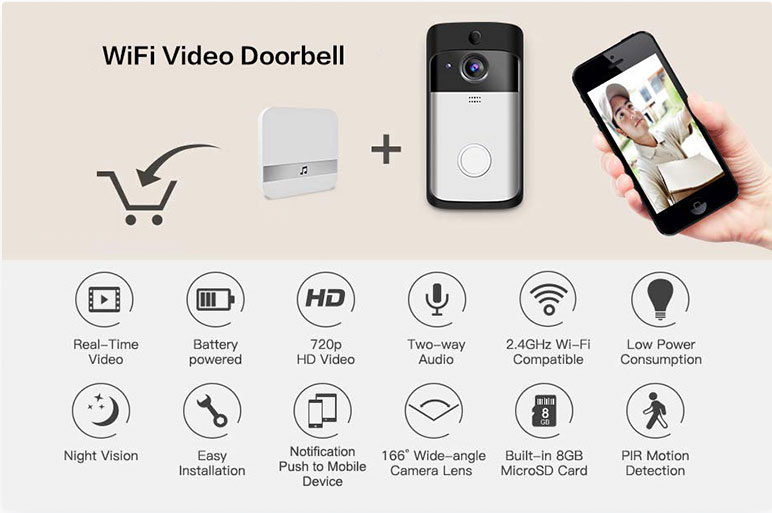 WiFi Video Doorbell
HD
Real-Time
Video
Battery
powered
720p
HD Video
Two-way
Audio
2.4GHz Wi-Fi
Compatible
Low Power
Consumption
8
GB
Night Vision
Easy
Installation
Notification
Push to Mobile
Device
166° Wide-angle
Camera Lens
Built-in 8GB
MicroSD Card
PIR Motion
Detection